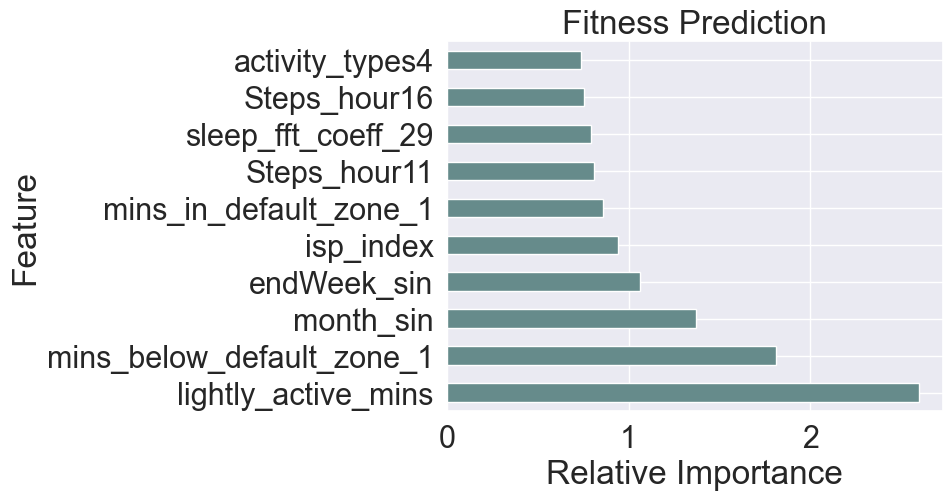 Fitness Prediction
Feature
activity_types4
Steps_hour16
sleep_fft_coeff_29
Steps_hour11
mins_in_default_zone_1
isp_index
endWeek_sin
month_sin
mins_below_default_zone_1
lightly_active_mins
0 1 2
Relative Importance